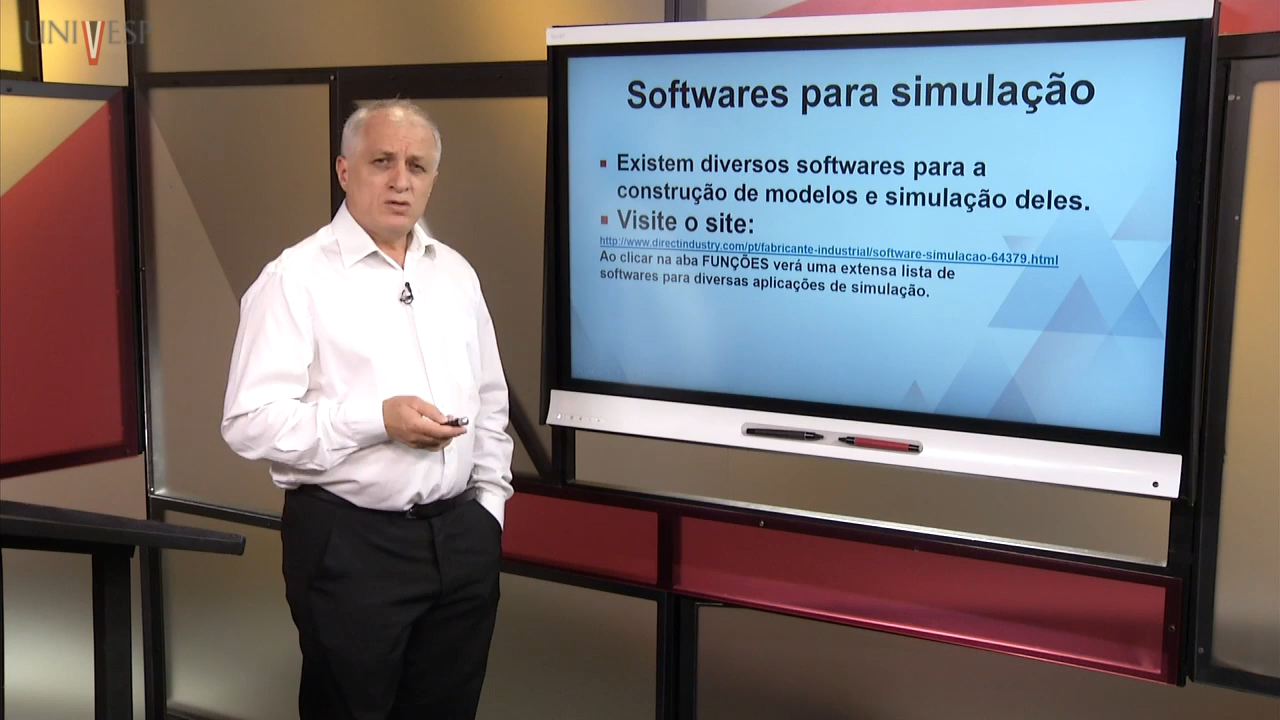 UNIVESP
Softwares para simulação
Existem diversos softwares para a
construção de modelos e simulação deles.
Visite o site:
http://www.directindustry.com/pt/fabricante-industrial/software-simulacao-64379.html
Ao clicar na aba FUNÇÕES verá uma extensa lista de
softwares para diversas aplicações de simulação.